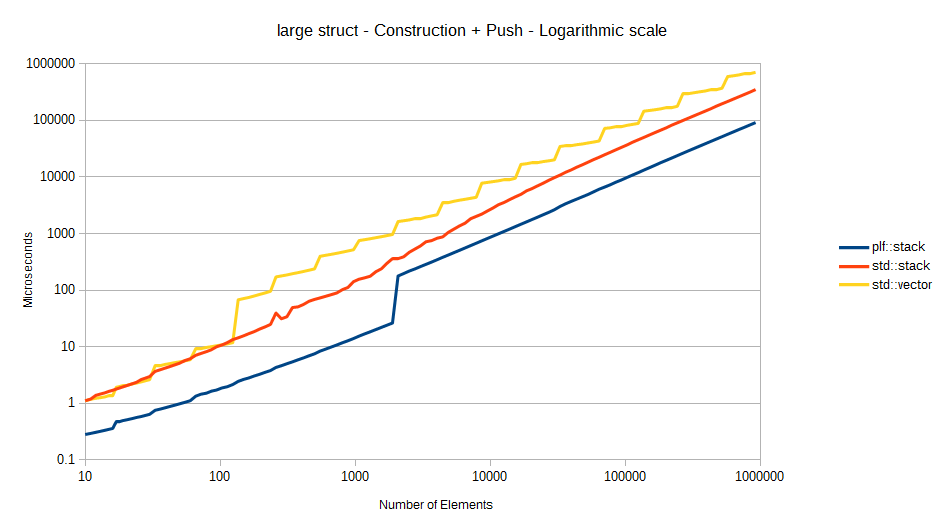 large struct - Construction + Push - Logarithmic scale
1000000
100000
10000
1000
100
10
1
0.1
10
100
1000
10000
100000
1000000
Microseconds
Number of Elements
plf::stack
std::stack
std::vector